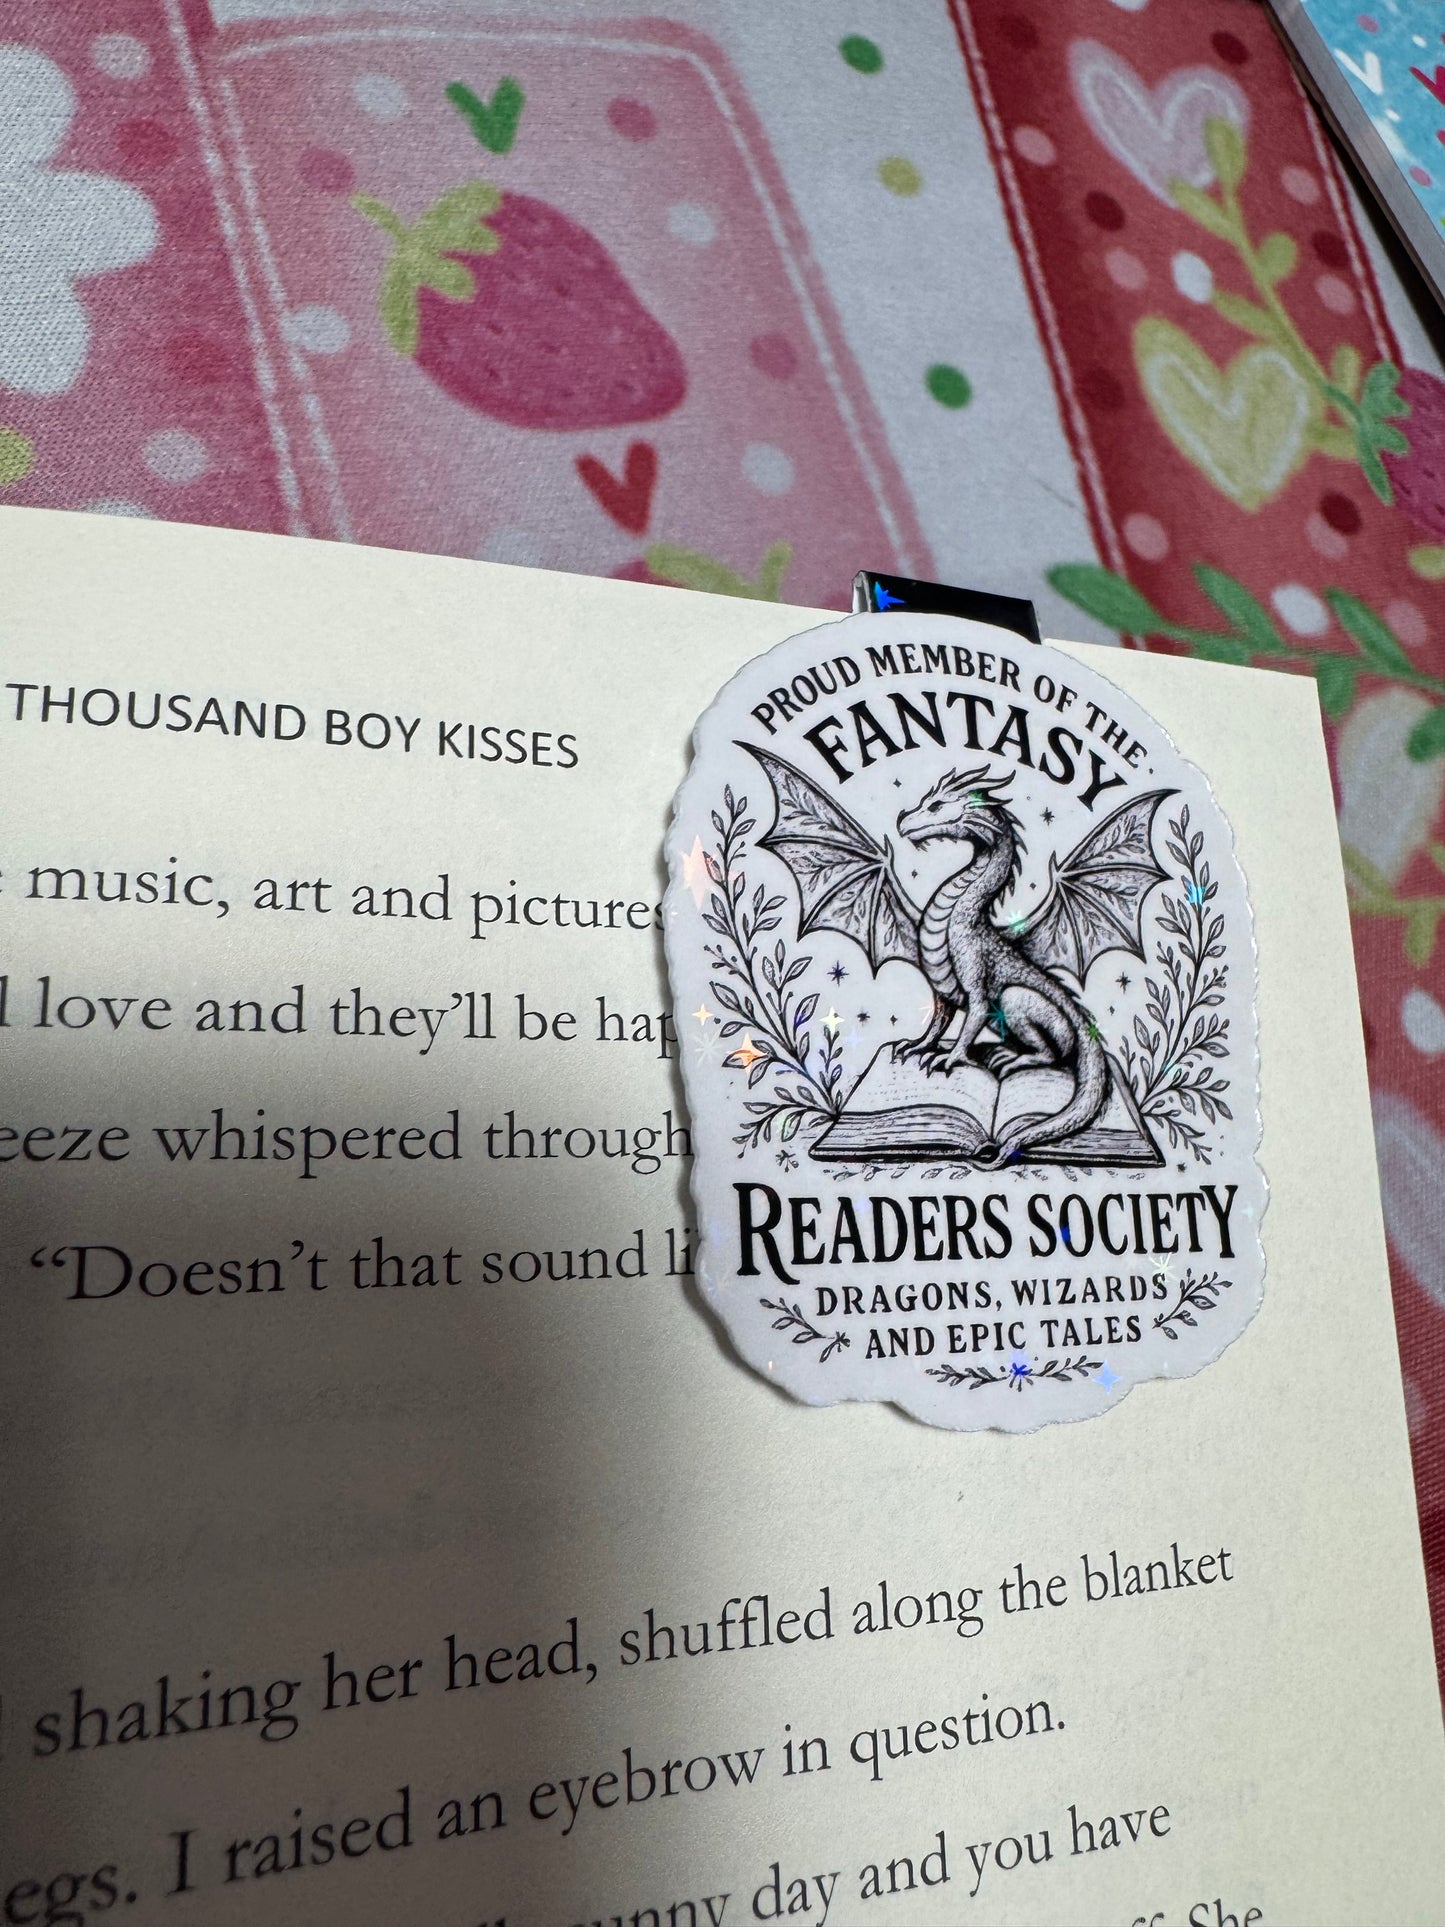 THOUSAND BOY KISSES
music, art and pictures
love and they'll be hap
eeze whispered through
"Doesn't that sound li
PROUD MEMBER OF THE
FANTASY
READERS SOCIETY
DRAGONS, WIZARDS
AND EPIC TALES
shaking her head, shuffled along the blanket
egs. I raised an eyebrow in question.
day and you have
She